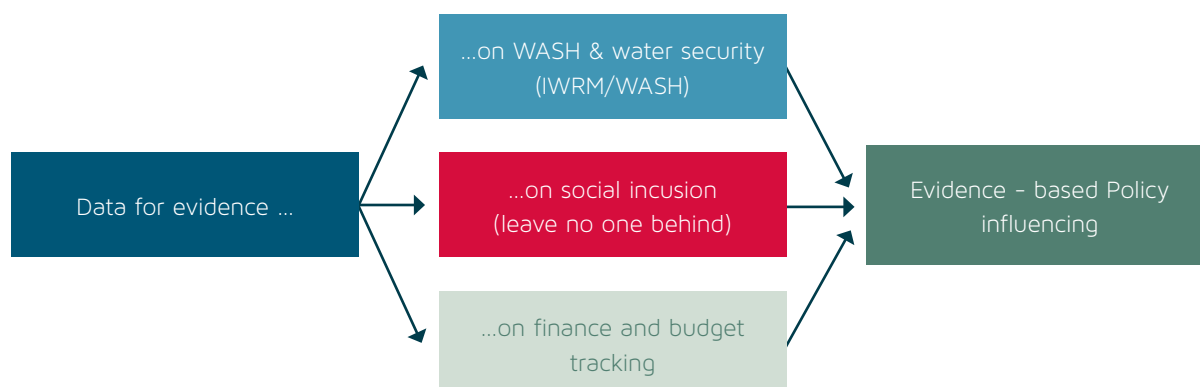 Data for evidence ...
...on WASH & water security
(IWRM/WASH)
...on social incusion
(leave no one behind)
...on finance and budget
tracking
Evidence - based Policy
influencing